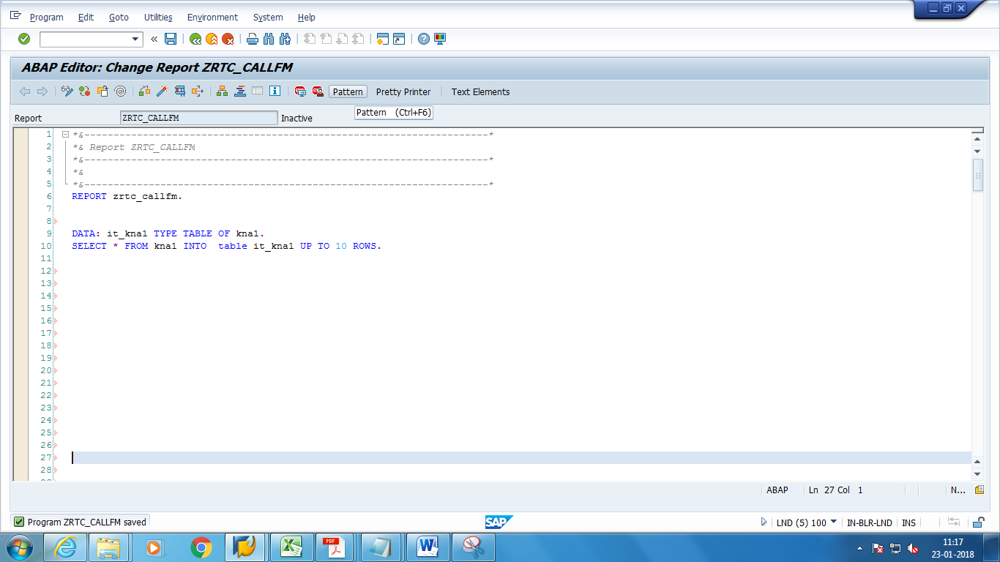 Program Edit Goto Utilities Environment System Help
ABAP Editor: Change Report ZRTC_CALLFM
Pattern Pretty Printer Text Elements
Report ZRTC_CALLFM Inactive
Pattern (Ctrl+F6)
1 *&---------------------------------------------------------------------*
2 *& Report ZRTC_CALLFM
3 *&---------------------------------------------------------------------*
4 *&
5 *&---------------------------------------------------------------------*
6 REPORT zrtc_callfm.
7
8
9 DATA: it_kna1 TYPE TABLE OF kna1.
10 SELECT * FROM kna1 INTO  table it_kna1 UP TO 10 ROWS.
11
12
13
14
15
16
17
18
19
20
21
22
23
24
25
26
27
28
ABAP Ln 27 Col 1 N...
Program ZRTC_CALLFM saved
SAP
LND (5) 100 IN-BLR-LND INS
PDF
11:17
23-01-2018